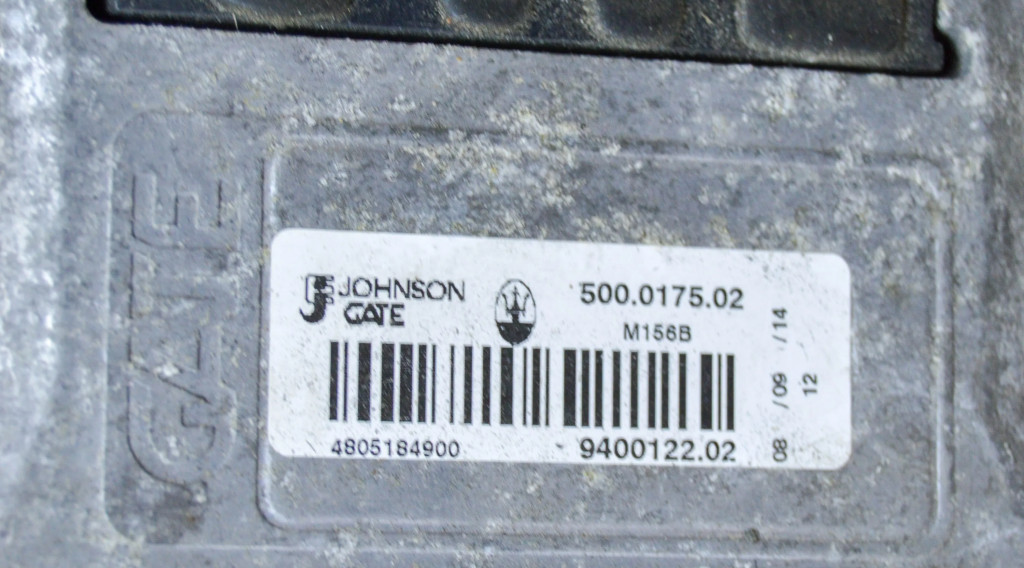 GATE
JOHNSON
GATE
500.0175.02
M156B
4805184900
9400122.02
08 /09 /14
12